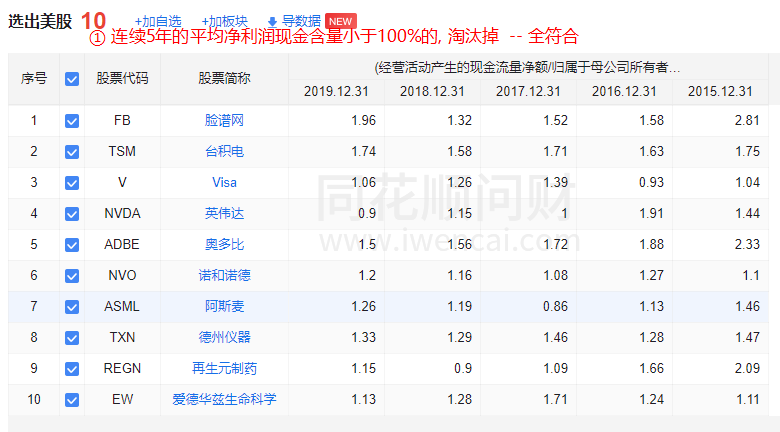 选出美股 10 +加自选 +加板块 导数据 NEW
① 连续5年的平均净利润现金含量小于100%的, 淘汰掉 -- 全符合
序号 股票代码 股票简称 (经营活动产生的现金流量净额/归属于母公司所有者...
2019.12.31 2018.12.31 2017.12.31 2016.12.31 2015.12.31
1 FB 脸谱网 1.96 1.32 1.52 1.58 2.81
2 TSM 台积电 1.74 1.58 1.71 1.63 1.75
3 V Visa 1.06 1.26 1.39 0.93 1.04
4 NVDA 英伟达 0.9 1.15 1 1.91 1.44
5 ADBE 奥多比 1.5 1.56 1.72 1.88 2.33
6 NVO 诺和诺德 1.2 1.16 1.08 1.27 1.1
7 ASML 阿斯麦 1.26 1.19 0.86 1.13 1.46
8 TXN 德州仪器 1.33 1.29 1.46 1.28 1.47
9 REGN 再生元制药 1.15 0.9 1.09 1.66 2.09
10 EW 爱德华兹生命科学 1.13 1.28 1.71 1.24 1.11
同花顺问财
www.iwencai.com